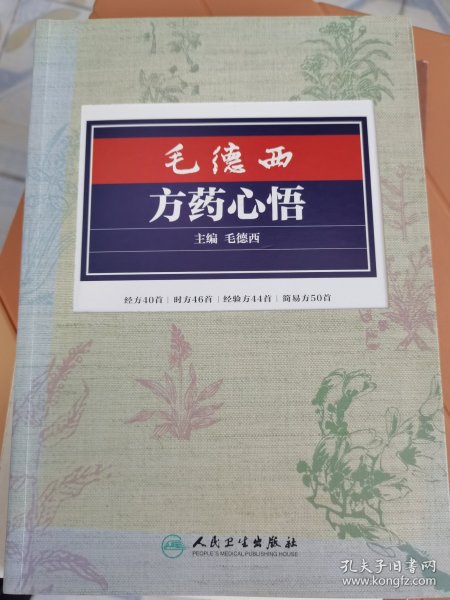 毛德西
方药心悟
主编 毛德西
经方40首 | 时方46首 | 经验方44首 | 简易方50首
人民卫生出版社
PEOPLE'S MEDICAL PUBLISHING HOUSE
孔夫子旧书网
www.kongfz.com